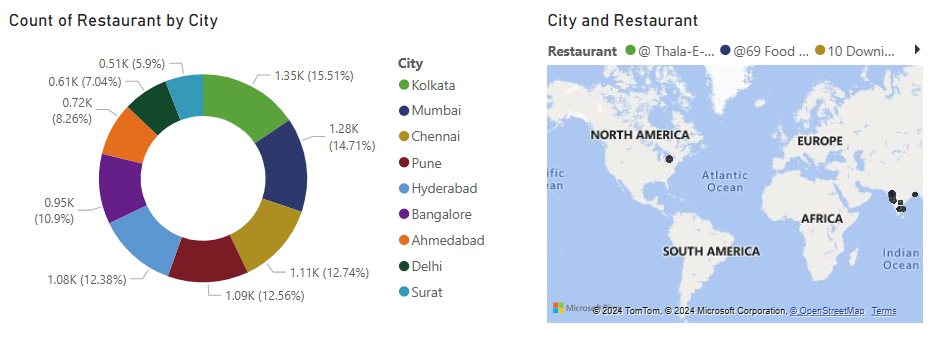 Count of Restaurant by City
0.51K (5.9%)
0.61K (7.04%)
0.72K
(8.26%)
0.95K
(10.9%)
1.08K (12.38%)
1.09K (12.56%)
1.11K (12.74%)
1.28K
(14.71%)
1.35K (15.51%)
City
Kolkata
Mumbai
Chennai
Pune
Hyderabad
Bangalore
Ahmedabad
Delhi
Surat
City and Restaurant
Restaurant @ Thala-E-... @69 Food ... 10 Downi...
NORTH AMERICA
EUROPE
ific
an
Atlantic
Ocean
AFRICA
SOUTH AMERICA
Indian
Ocean
© 2024 TomTom, © 2024 Microsoft Corporation, © OpenStreetMap Terms